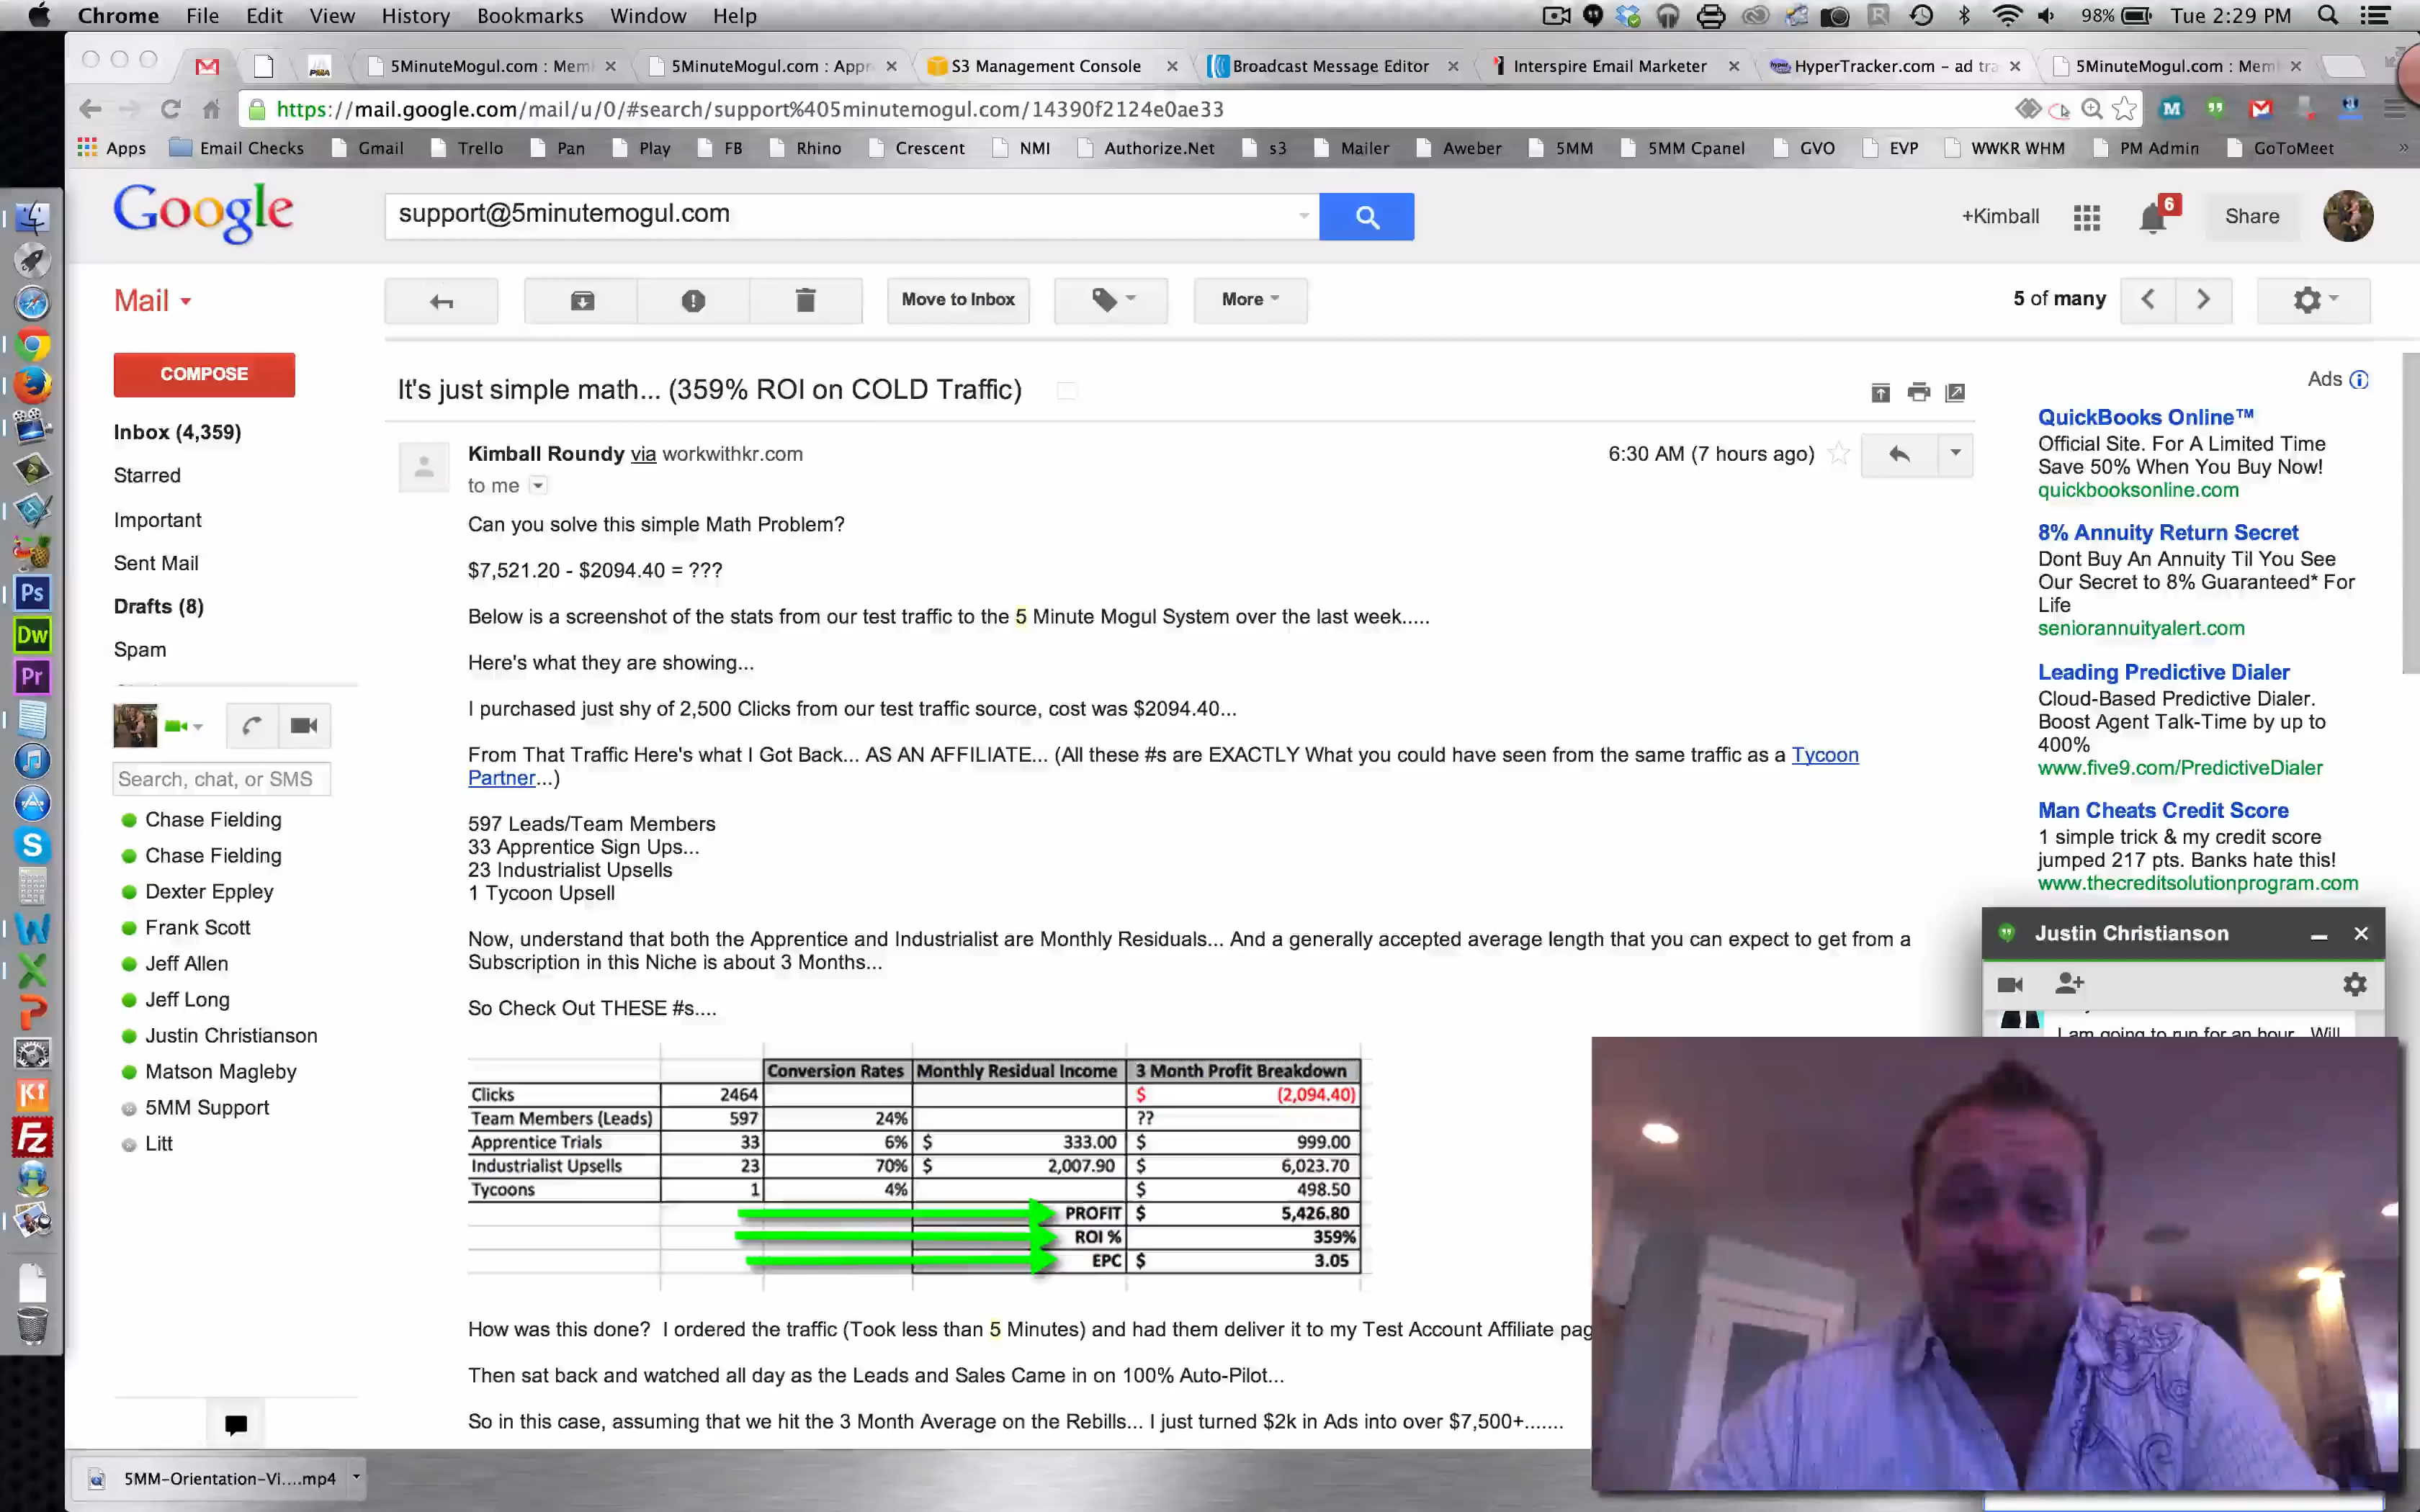 Chrome File Edit View History Bookmarks Window Help 98% Tue 2:29 PM
5MinuteMogul.com : Mem
5MinuteMogul.com : Appr
S3 Management Console
Broadcast Message Editor
Interspire Email Marketer
HyperTracker.com – ad tra
5MinuteMogul.com : Mem
https://mail.google.com/mail/u/0/#search/support%405minutemogul.com/14390f2124e0ae33
Apps Email Checks Gmail Trello Pan Play FB Rhino Crescent NMI Authorize.Net s3 Mailer Aweber 5MM 5MM Cpanel GVO EVP WWKR WHM PM Admin GoToMeet »
Google
support@5minutemogul.com
+Kimball
6
Share
Mail
Move to Inbox
More
5 of many
COMPOSE
Inbox (4,359)
Starred
Important
Sent Mail
Drafts (8)
Spam
Search, chat, or SMS
Chase Fielding
Chase Fielding
Dexter Eppley
Frank Scott
Jeff Allen
Jeff Long
Justin Christianson
Matson Magleby
5MM Support
Litt
It's just simple math... (359% ROI on COLD Traffic)
Kimball Roundy via workwithkr.com
6:30 AM (7 hours ago)
to me
Can you solve this simple Math Problem?
$7,521.20 - $2094.40 = ???
Below is a screenshot of the stats from our test traffic to the 5 Minute Mogul System over the last week.....
Here's what they are showing...
I purchased just shy of 2,500 Clicks from our test traffic source, cost was $2094.40...
From That Traffic Here's what I Got Back... AS AN AFFILIATE... (All these #s are EXACTLY What you could have seen from the same traffic as a Tycoon
Partner...)
597 Leads/Team Members
33 Apprentice Sign Ups...
23 Industrialist Upsells
1 Tycoon Upsell
Now, understand that both the Apprentice and Industrialist are Monthly Residuals... And a generally accepted average length that you can expect to get from a
Subscription in this Niche is about 3 Months...
So Check Out THESE #s....
Conversion Rates Monthly Residual Income 3 Month Profit Breakdown
Clicks 2464 $ (2,094.40)
Team Members (Leads) 597 24% ??
Apprentice Trials 33 6% $ 333.00 $ 999.00
Industrialist Upsells 23 70% $ 2,007.90 $ 6,023.70
Tycoons 1 4% $ 498.50
PROFIT $ 5,426.80
ROI % 359%
EPC $ 3.05
How was this done? I ordered the traffic (Took less than 5 Minutes) and had them deliver it to my Test Account Affiliate pag
Then sat back and watched all day as the Leads and Sales Came in on 100% Auto-Pilot...
So in this case, assuming that we hit the 3 Month Average on the Rebills... I just turned $2k in Ads into over $7,500+.......
Ads
QuickBooks Online™
Official Site. For A Limited Time
Save 50% When You Buy Now!
quickbooksonline.com
8% Annuity Return Secret
Dont Buy An Annuity Til You See
Our Secret to 8% Guaranteed* For
Life
seniorannuityalert.com
Leading Predictive Dialer
Cloud-Based Predictive Dialer.
Boost Agent Talk-Time by up to
400%
www.five9.com/PredictiveDialer
Man Cheats Credit Score
1 simple trick & my credit score
jumped 217 pts. Banks hate this!
www.thecreditsolutionprogram.com
Justin Christianson
I am going to run for an hour. Will
Ps
Dw
Pr
S
W
X
P
Ki
Fz
5MM-Orientation-Vi....mp4